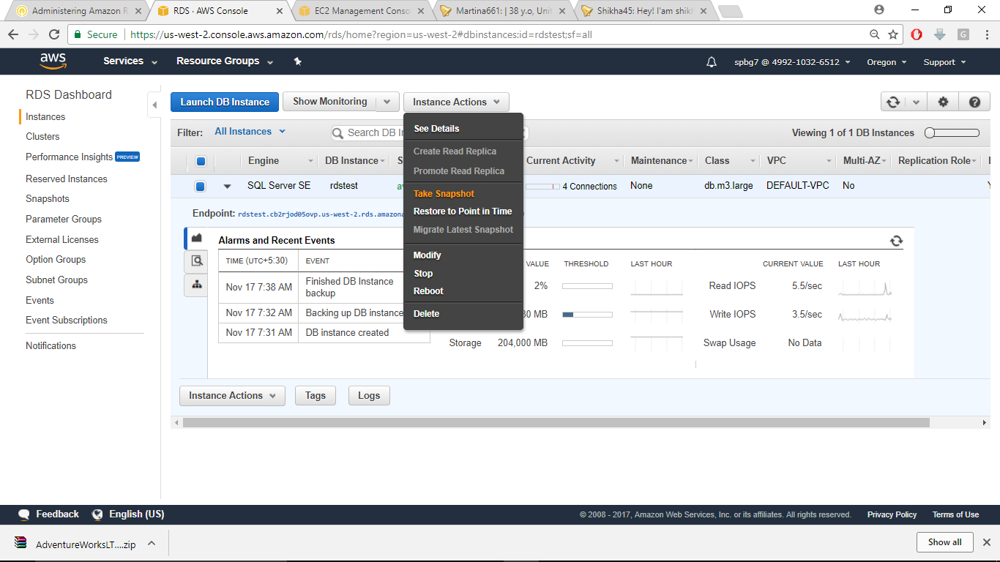 Administering Amazon R
RDS · AWS Console
EC2 Management Conso
Martina661: | 38 y.o, Unit
Shikha45: Hey! I'am shikh
Secure
https://us-west-2.console.aws.amazon.com/rds/home?region=us-west-2#dbinstances:id=rdstest;sf=all
G
aws
Services
Resource Groups
spbg7 @ 4992-1032-6512
Oregon
Support
RDS Dashboard
Instances
Clusters
Performance Insights PREVIEW
Reserved Instances
Snapshots
Parameter Groups
External Licenses
Option Groups
Subnet Groups
Events
Event Subscriptions
Notifications
Launch DB Instance
Show Monitoring
Instance Actions
Filter: All Instances
Search DB In
Viewing 1 of 1 DB Instances
Engine DB Instance S Current Activity Maintenance Class VPC Multi-AZ Replication Role E
SQL Server SE rdstest av 4 Connections None db.m3.large DEFAULT-VPC No Y
Endpoint: rdstest.cb2rjod05ovp.us-west-2.rds.amazona
See Details
Create Read Replica
Promote Read Replica
Take Snapshot
Restore to Point in Time
Migrate Latest Snapshot
Modify
Stop
Reboot
Delete
Alarms and Recent Events
TIME (UTC+5:30) EVENT
Nov 17 7:38 AM Finished DB Instance backup
Nov 17 7:32 AM Backing up DB instance
Nov 17 7:31 AM DB instance created
VALUE THRESHOLD LAST HOUR
2%
30 MB
Storage 204,000 MB
CURRENT VALUE LAST HOUR
Read IOPS 5.5/sec
Write IOPS 3.5/sec
Swap Usage No Data
Instance Actions
Tags
Logs
Feedback
English (US)
© 2008 - 2017, Amazon Web Services, Inc. or its affiliates. All rights reserved.
Privacy Policy
Terms of Use
AdventureWorksLT....zip
Show all